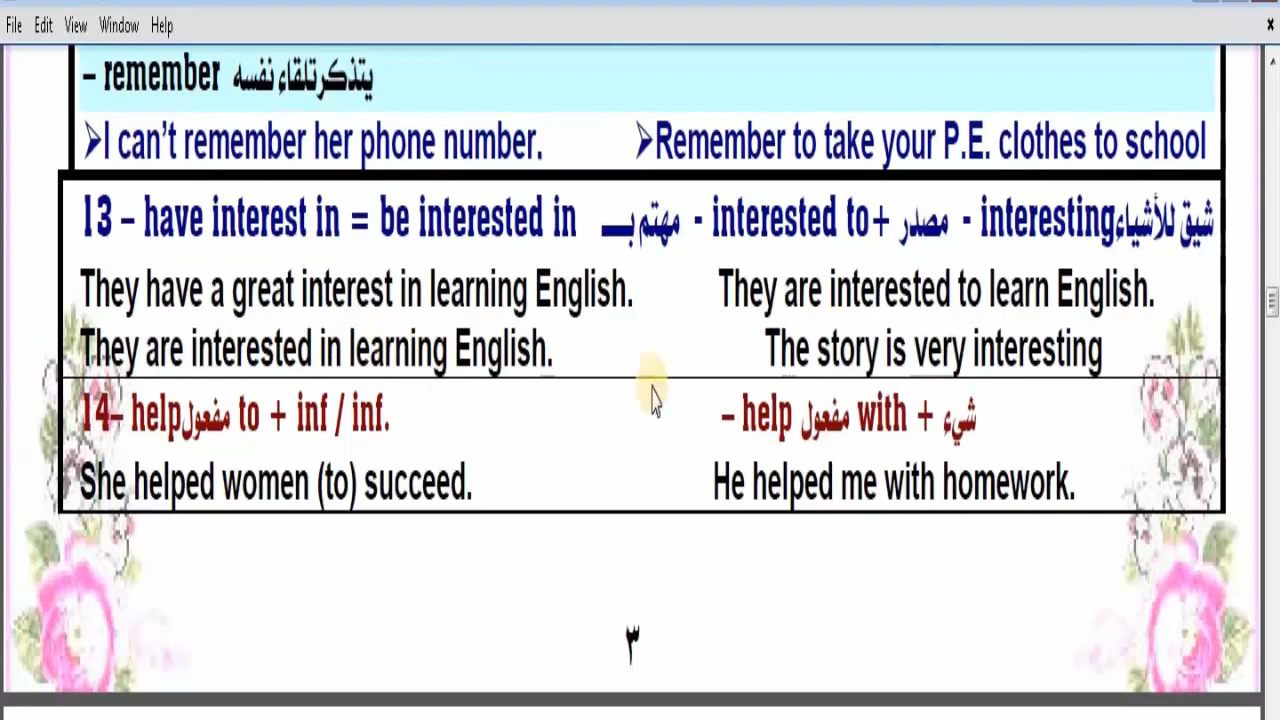 File Edit View Window Help ×
– remember يتذكر تلقاء نفسه
➢I can't remember her phone number. ➢Remember to take your P.E. clothes to school
13 – have interest in = be interested in مهتم بـ - interested to+ مصدر - interesting شيق للأشياء
They have a great interest in learning English. They are interested to learn English.
They are interested in learning English. The story is very interesting
14– help مفعول to + inf / inf. – help مفعول with + شيء
She helped women (to) succeed. He helped me with homework.
٣